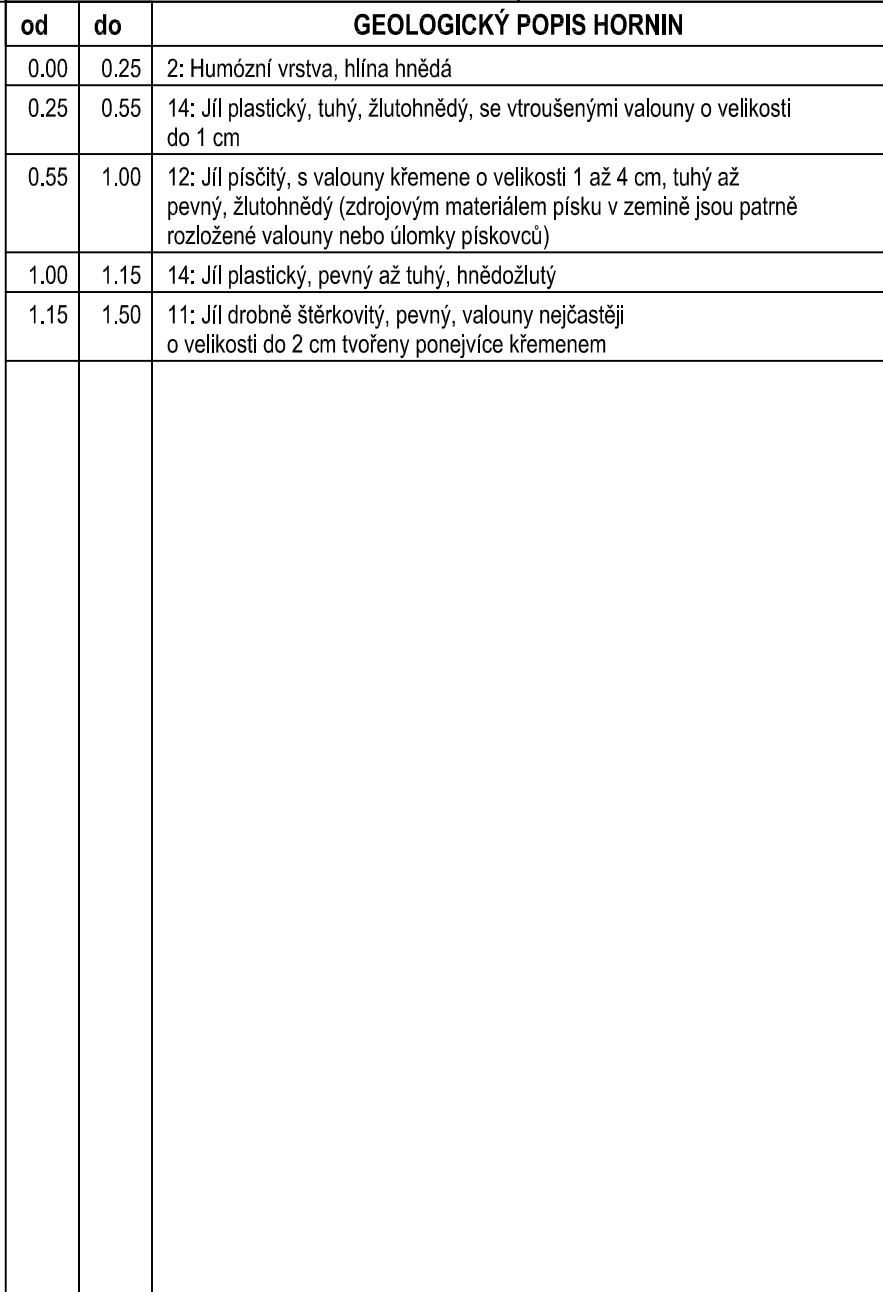 od do GEOLOGICKÝ POPIS HORNIN
0.00 0.25 2: Humózní vrstva, hlína hnědá
0.25 0.55 14: Jíl plastický, tuhý, žlutohnědý, se vtroušenými valouny o velikosti
do 1 cm
0.55 1.00 12: Jíl písčitý, s valouny křemene o velikosti 1 až 4 cm, tuhý až
pevný, žlutohnědý (zdrojovým materiálem písku v zemině jsou patrně
rozložené valouny nebo úlomky pískovců)
1.00 1.15 14: Jíl plastický, pevný až tuhý, hnědožlutý
1.15 1.50 11: Jíl drobně štěrkovitý, pevný, valouny nejčastěji
o velikosti do 2 cm tvořeny ponejvíce křemenem